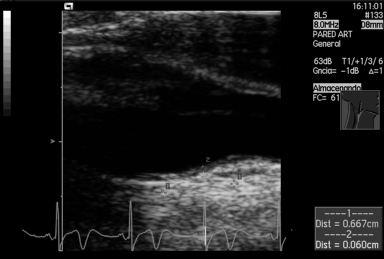 16:11:01
8L5 #133
8.0MHz 38mm
PARED ART
General
63dB T1/+1/3/ 6
Gncia= -1dB Δ=1
Almacenando
FC= 61
2
----1----
Dist = 0.667cm
----2----
Dist = 0.060cm